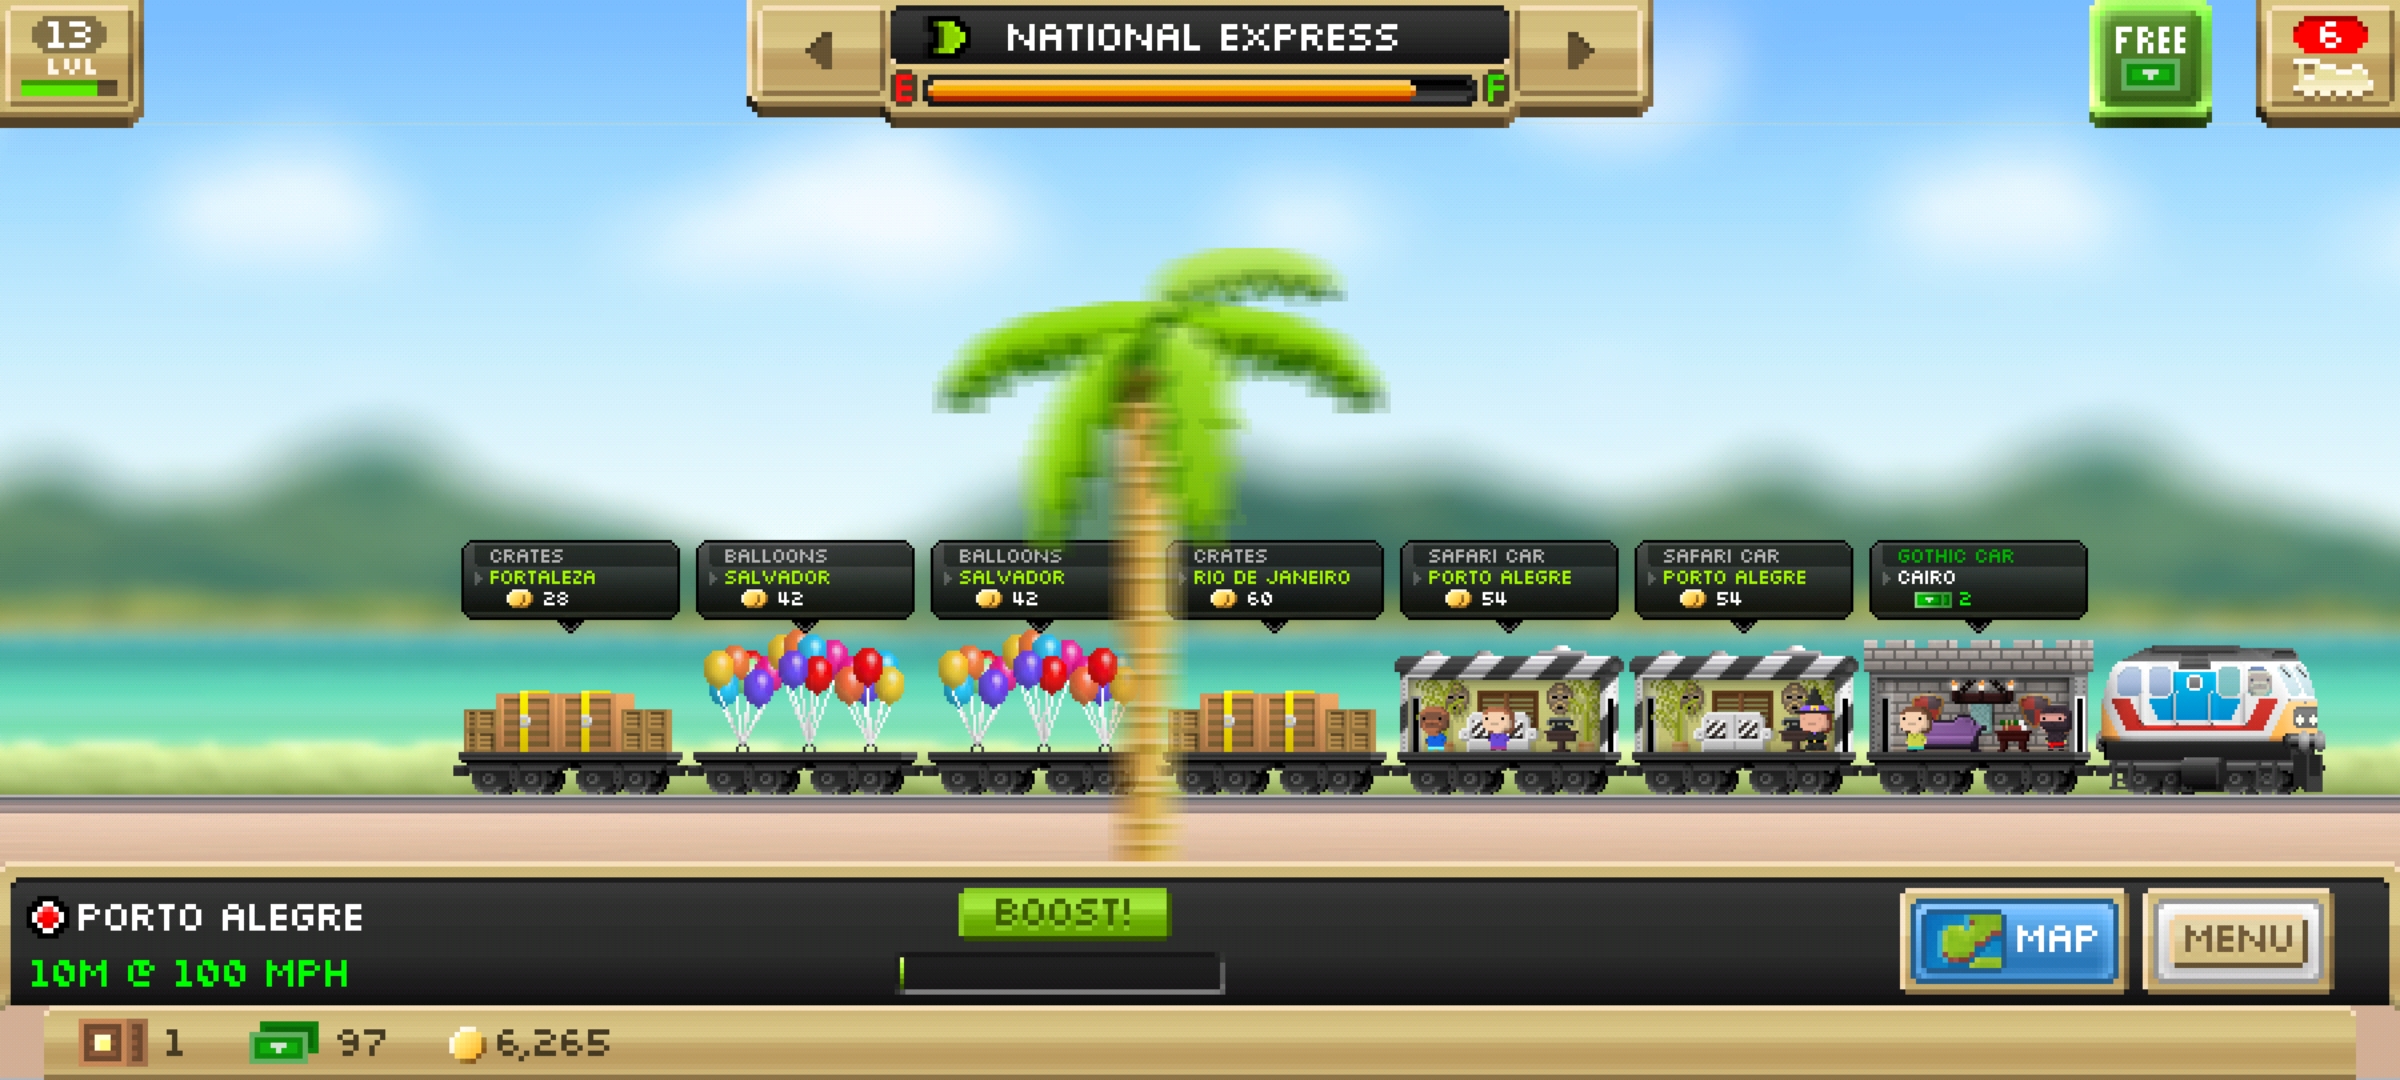 13
LVL
NATIONAL EXPRESS
E F
FREE
6
CRATES
FORTALEZA
28
BALLOONS
SALVADOR
42
BALLOONS
SALVADOR
42
CRATES
RIO DE JANEIRO
60
SAFARI CAR
PORTO ALEGRE
54
SAFARI CAR
PORTO ALEGRE
54
GOTHIC CAR
CAIRO
2
PORTO ALEGRE
10M @ 100 MPH
BOOST!
MAP
MENU
1 97 6,265